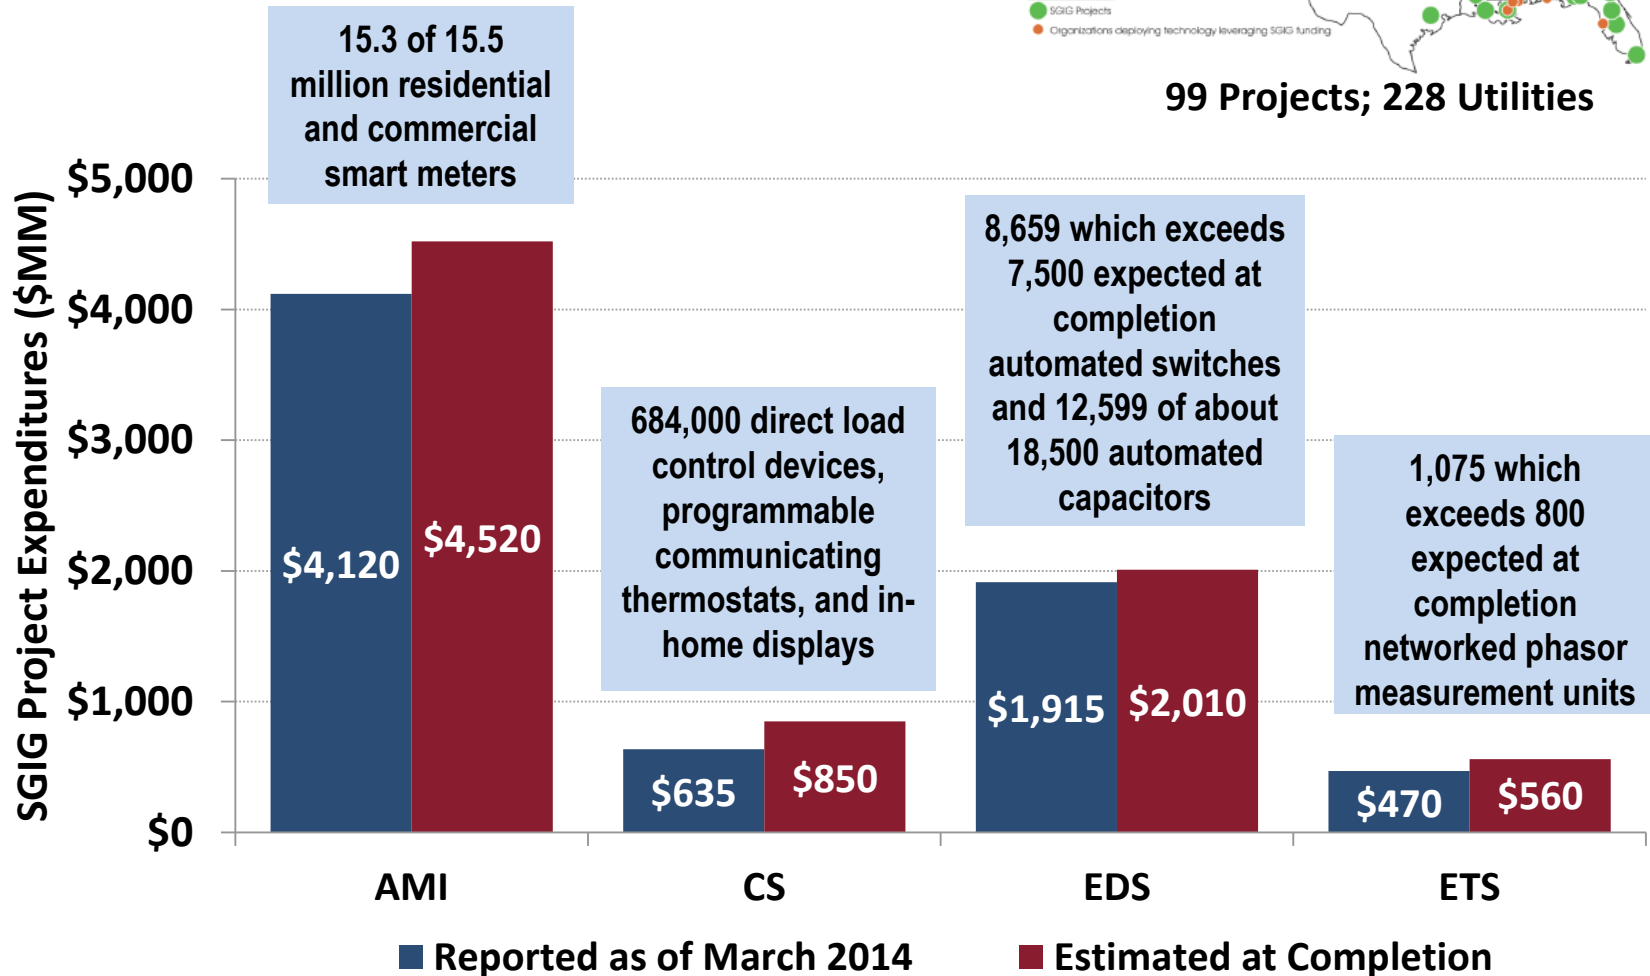 SGIG Projects
Organizations deploying technology leveraging SGIG funding
99 Projects; 228 Utilities
15.3 of 15.5
million residential
and commercial
smart meters
8,659 which exceeds
7,500 expected at
completion
automated switches
and 12,599 of about
18,500 automated
capacitors
684,000 direct load
control devices,
programmable
communicating
thermostats, and in-
home displays
1,075 which
exceeds 800
expected at
completion
networked phasor
measurement units
SGIG Project Expenditures ($MM)
$5,000
$4,000
$3,000
$2,000
$1,000
$0
$4,120
$4,520
$635
$850
$1,915
$2,010
$470
$560
AMI
CS
EDS
ETS
Reported as of March 2014
Estimated at Completion